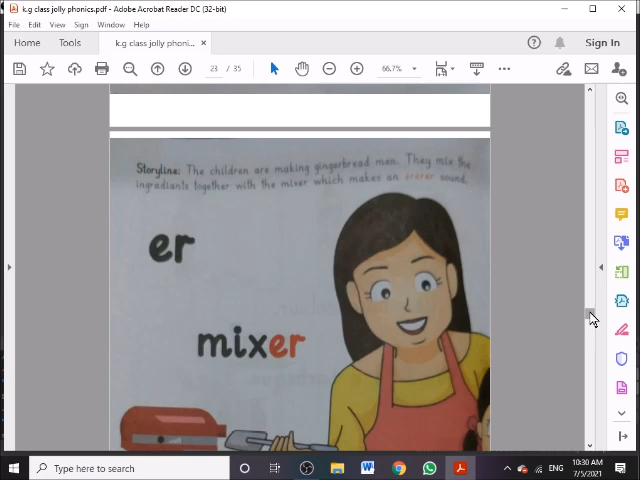 k.g class jolly phonics.pdf - Adobe Acrobat Reader DC (32-bit)
File Edit View Sign Window Help
Home Tools k.g class jolly phoni... × Sign In
23 / 35 66.7%
Storyline: The children are making gingerbread men. They mix the
ingradiants together with the mixer which makes an ererer sound.
er
mixer
Type here to search
ENG
10:30 AM
7/5/2021